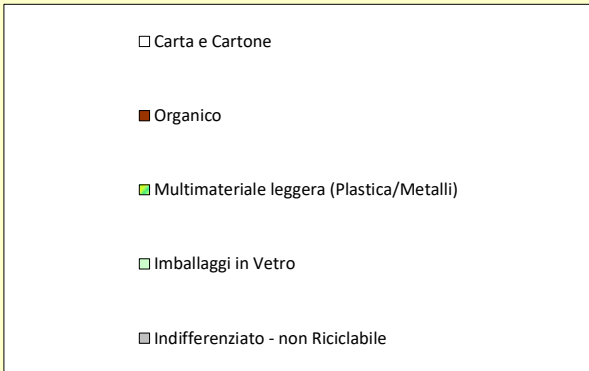 Carta e Cartone
Organico
Multimateriale leggera (Plastica/Metalli)
Imballaggi in Vetro
Indifferenziato - non Riciclabile